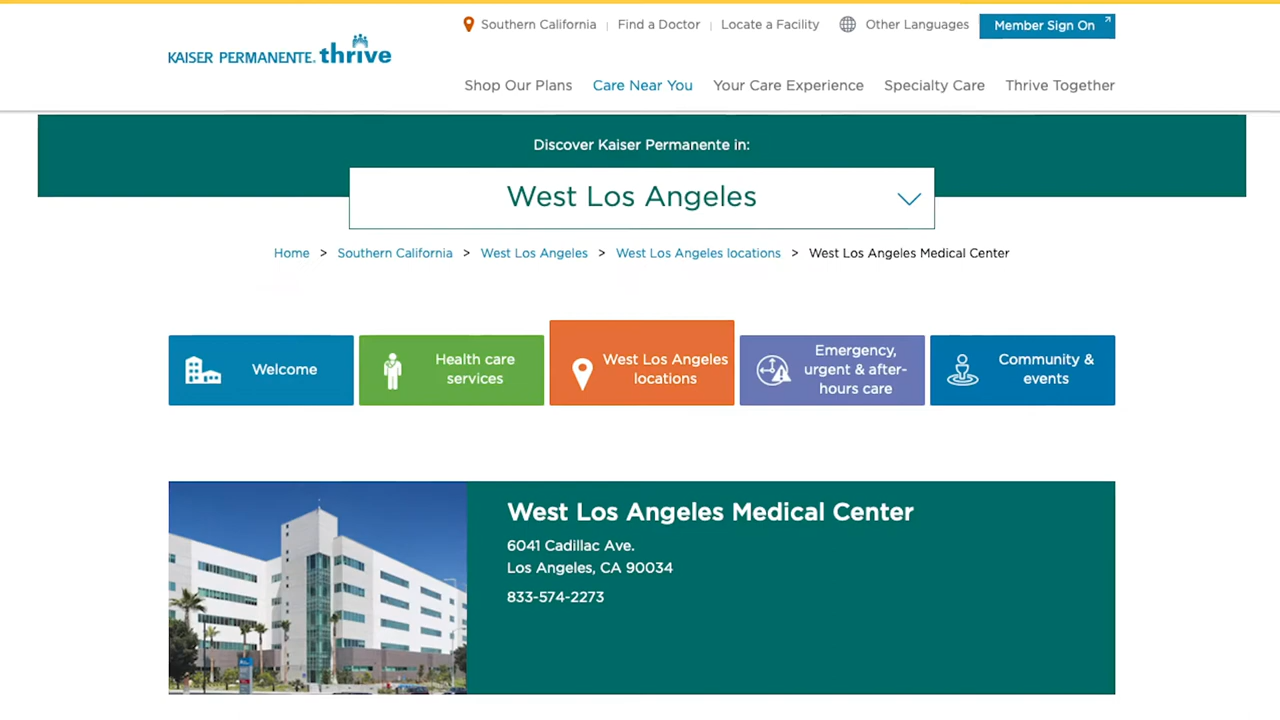 Southern California
Find a Doctor
Locate a Facility
Other Languages
Member Sign On
KAISER PERMANENTE. thrive
Shop Our Plans
Care Near You
Your Care Experience
Specialty Care
Thrive Together
Discover Kaiser Permanente in:
West Los Angeles
Home > Southern California > West Los Angeles > West Los Angeles locations > West Los Angeles Medical Center
Welcome
Health care
services
West Los Angeles
locations
Emergency,
urgent & after-
hours care
Community &
events
West Los Angeles Medical Center
6041 Cadillac Ave.
Los Angeles, CA 90034
833-574-2273